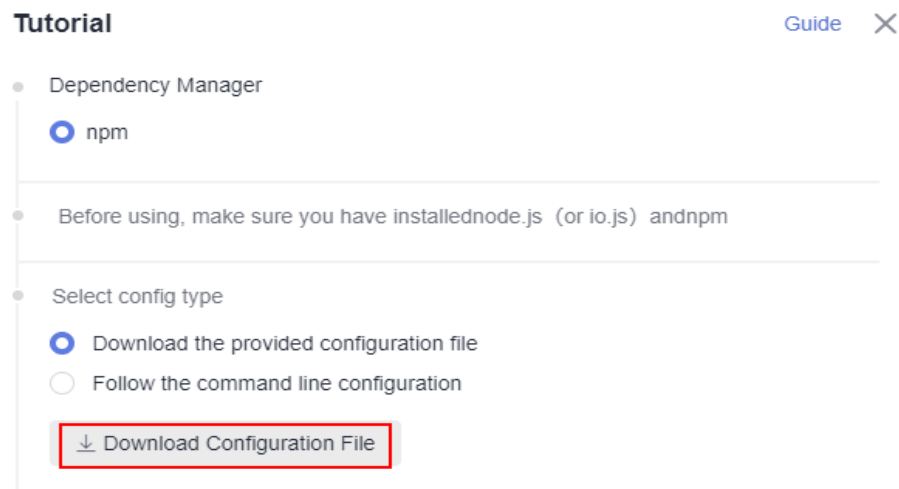 Tutorial
Guide
Dependency Manager
npm
Before using, make sure you have installednode.js（or io.js）andnpm
Select config type
Download the provided configuration file
Follow the command line configuration
Download Configuration File